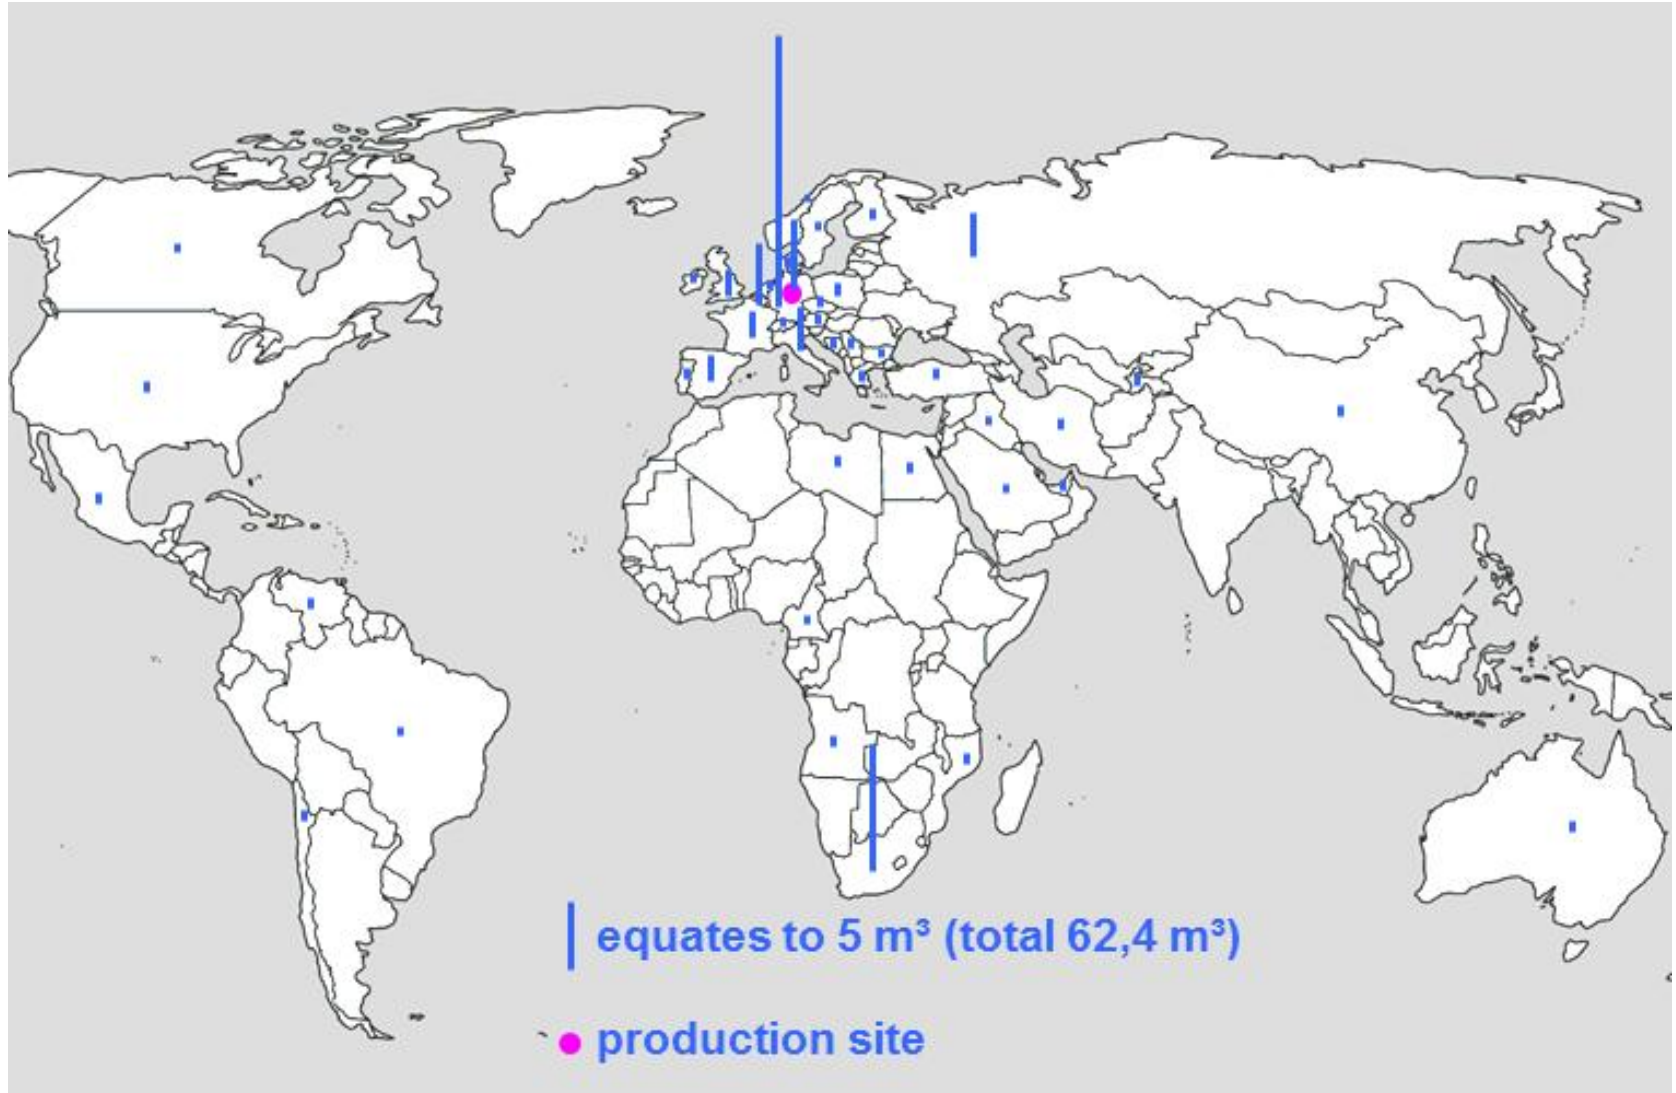 equates to 5 m³ (total 62,4 m³)
production site